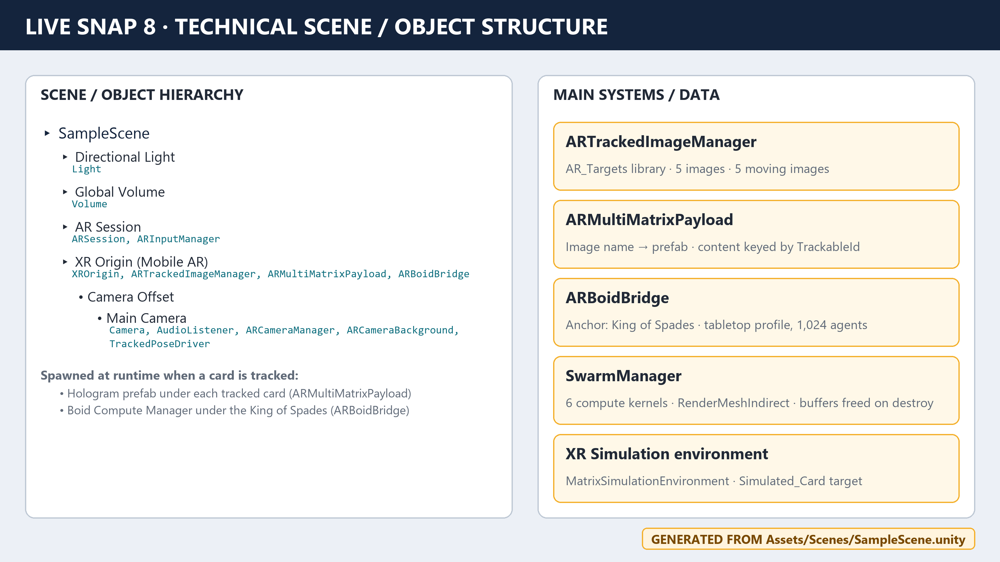 LIVE SNAP 8 · TECHNICAL SCENE / OBJECT STRUCTURE
SCENE / OBJECT HIERARCHY
▸ SampleScene
▸ Directional Light
Light
▸ Global Volume
Volume
▸ AR Session
ARSession, ARInputManager
▸ XR Origin (Mobile AR)
XROrigin, ARTrackedImageManager, ARMultiMatrixPayload, ARBoidBridge
• Camera Offset
• Main Camera
Camera, AudioListener, ARCameraManager, ARCameraBackground,
TrackedPoseDriver
Spawned at runtime when a card is tracked:
• Hologram prefab under each tracked card (ARMultiMatrixPayload)
• Boid Compute Manager under the King of Spades (ARBoidBridge)
MAIN SYSTEMS / DATA
ARTrackedImageManager
AR_Targets library · 5 images · 5 moving images
ARMultiMatrixPayload
Image name → prefab · content keyed by TrackableId
ARBoidBridge
Anchor: King of Spades · tabletop profile, 1,024 agents
SwarmManager
6 compute kernels · RenderMeshIndirect · buffers freed on destroy
XR Simulation environment
MatrixSimulationEnvironment · Simulated_Card target
GENERATED FROM Assets/Scenes/SampleScene.unity